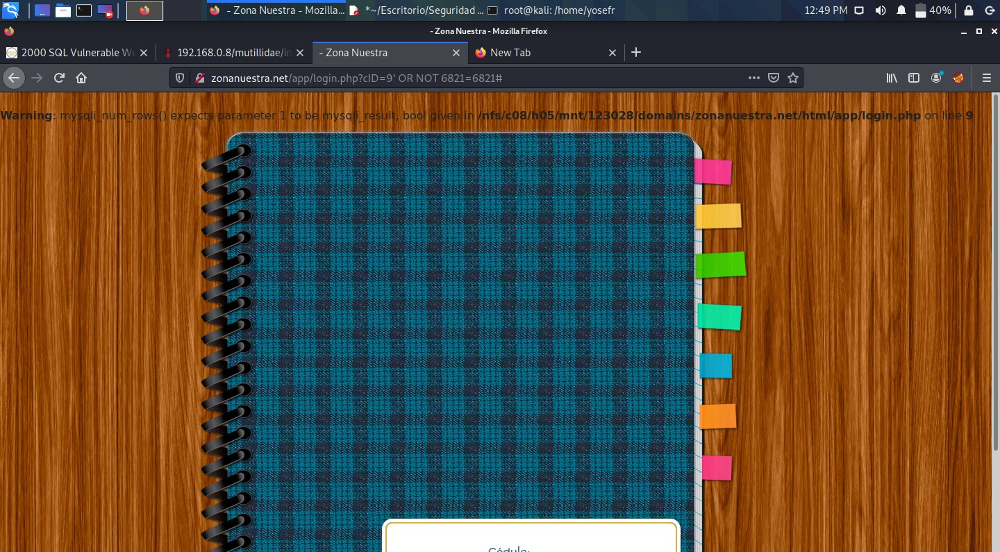 - Zona Nuestra - Mozilla...
*~/Escritorio/Seguridad ...
root@kali: /home/yosefr
12:49 PM
40%
- Zona Nuestra - Mozilla Firefox
2000 SQL Vulnerable We
192.168.0.8/mutillidae/in
- Zona Nuestra
New Tab
zonanuestra.net/app/login.php?cID=9' OR NOT 6821=6821#
Warning: mysqli_num_rows() expects parameter 1 to be mysqli_result, bool given in /nfs/c08/h05/mnt/123028/domains/zonanuestra.net/html/app/login.php on line 9